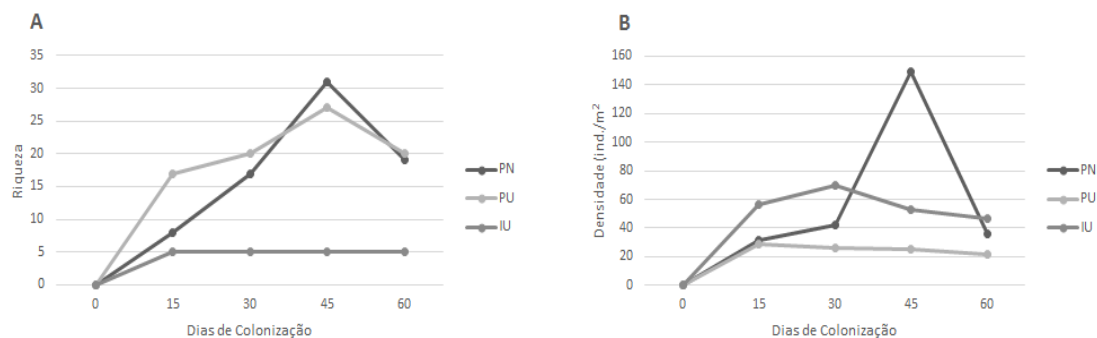 A
35
30
25
20
15
10
5
0
Riqueza
0 15 30 45 60
Dias de Colonização
PN
PU
IU
B
160
140
120
100
80
60
40
20
0
Densidade (ind./m²
0 15 30 45 60
Dias de Colonização
PN
PU
IU